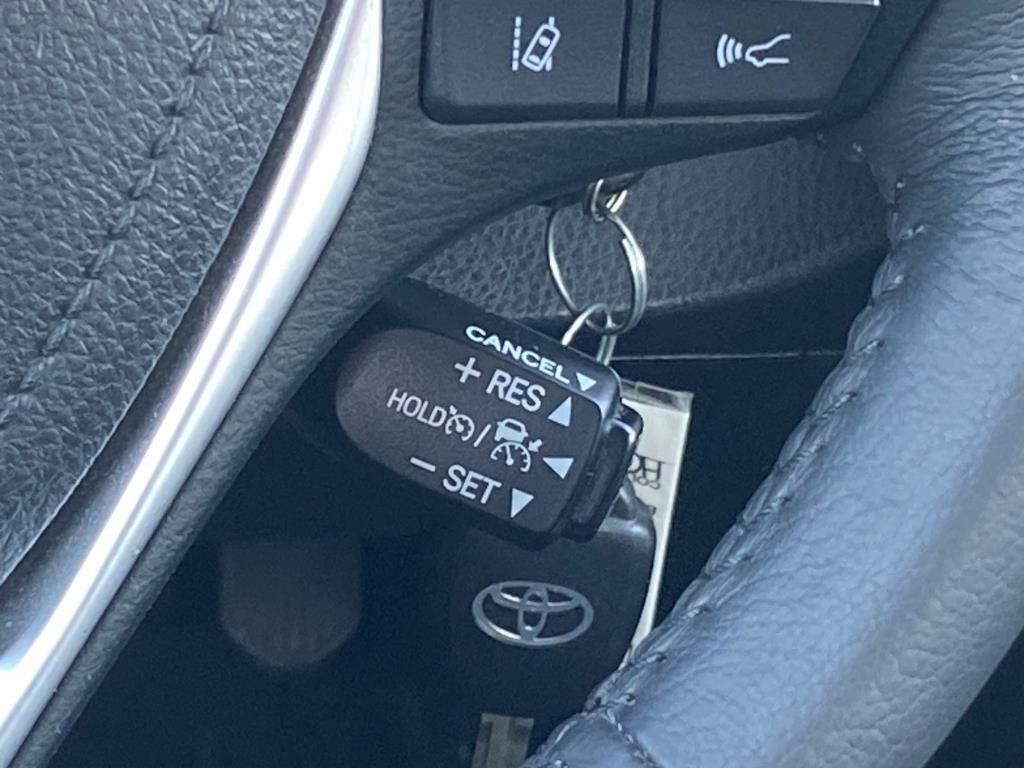 CANCEL▼
+ RES ▲
HOLD / ◀
– SET ▼